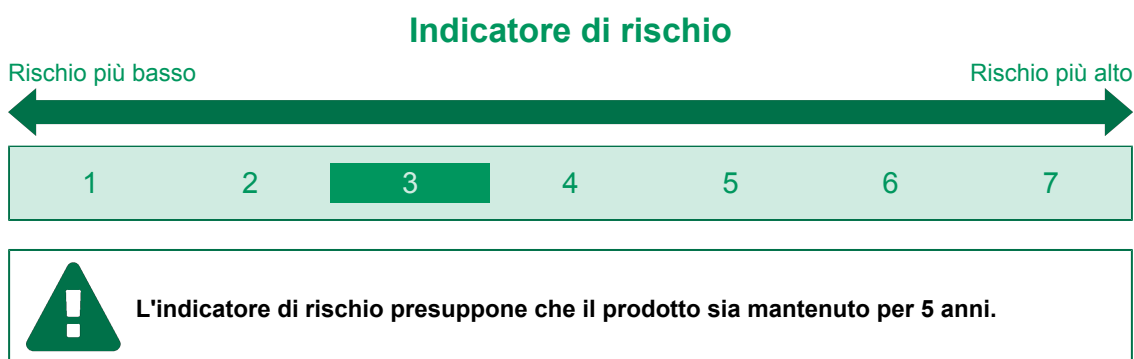 Indicatore di rischio
Rischio più basso Rischio più alto
1 2 3 4 5 6 7
L'indicatore di rischio presuppone che il prodotto sia mantenuto per 5 anni.